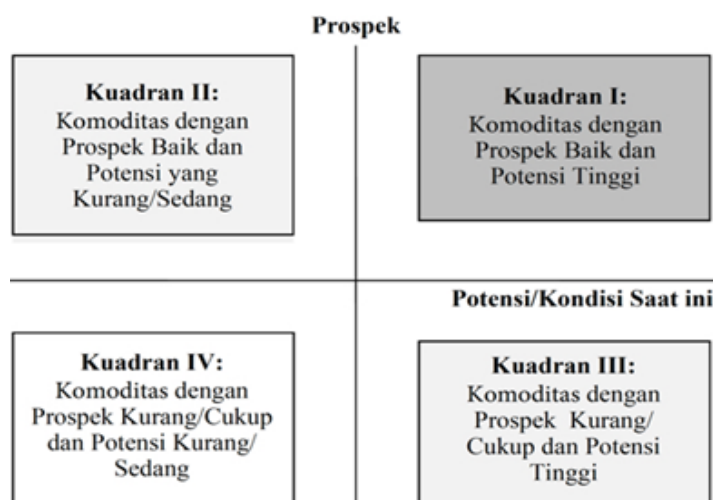 Prospek
Kuadran II:
Komoditas dengan
Prospek Baik dan
Potensi yang
Kurang/Sedang
Kuadran I:
Komoditas dengan
Prospek Baik dan
Potensi Tinggi
Potensi/Kondisi Saat ini
Kuadran IV:
Komoditas dengan
Prospek Kurang/Cukup
dan Potensi Kurang/
Sedang
Kuadran III:
Komoditas dengan
Prospek Kurang/
Cukup dan Potensi
Tinggi